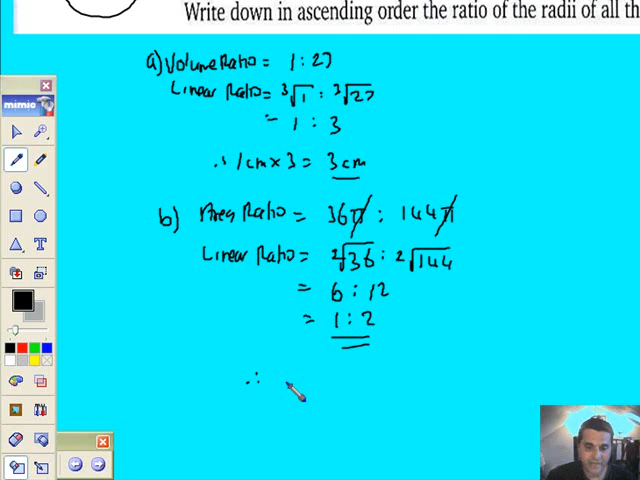 Write down in ascending order the ratio of the radii of all th
a) Volume Ratio = 1 : 27
Linear Ratio = ³√1 : ³√27
= 1 : 3
∴ 1cm x 3 = 3cm
mimio
b) Area Ratio = 36π : 144π
Linear Ratio = ²√36 : ²√144
= 6 : 12
= 1 : 2
∴